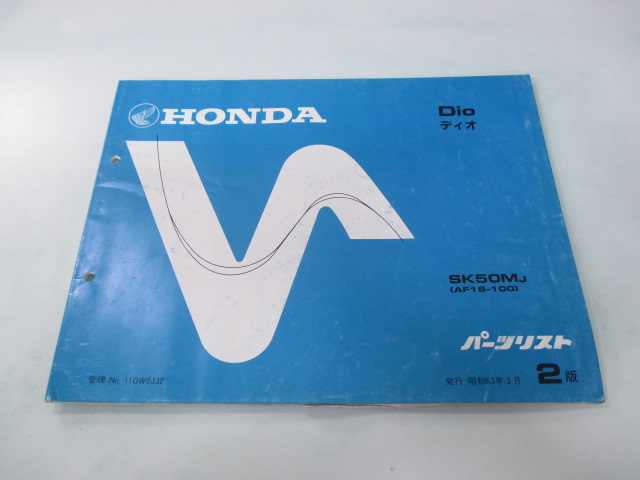 HONDA
Dio
ディオ
SK50MJ
(AF18-100)
パーツリスト
管理 No. 11GW0JJ2
発行 昭和63年 3月
2版